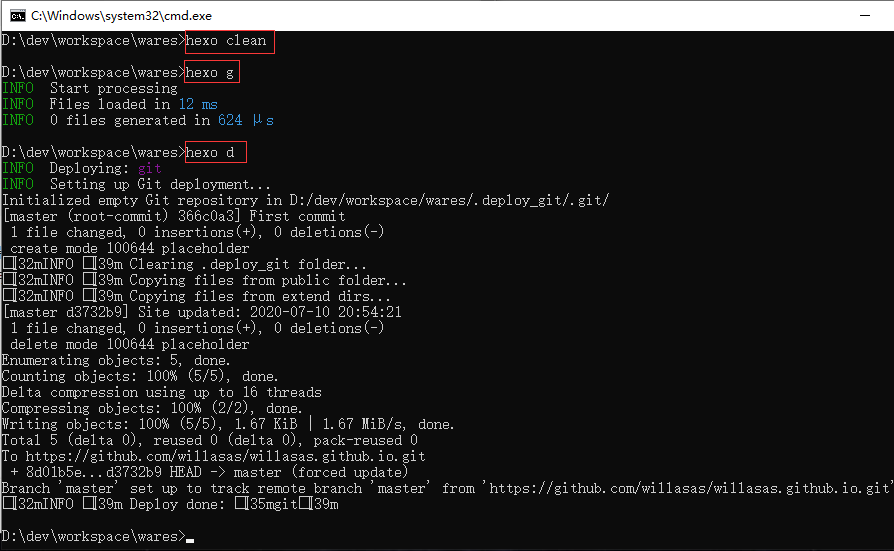 C:\Windows\system32\cmd.exe
D:\dev\workspace\wares>hexo clean
D:\dev\workspace\wares>hexo g
INFO  Start processing
INFO  Files loaded in 12 ms
INFO  0 files generated in 624 μs
D:\dev\workspace\wares>hexo d
INFO  Deploying: git
INFO  Setting up Git deployment...
Initialized empty Git repository in D:/dev/workspace/wares/.deploy_git/.git/
[master (root-commit) 366c0a3] First commit
 1 file changed, 0 insertions(+), 0 deletions(-)
 create mode 100644 placeholder
□[32mINFO □[39m Clearing .deploy_git folder...
□[32mINFO □[39m Copying files from public folder...
□[32mINFO □[39m Copying files from extend dirs...
[master d3732b9] Site updated: 2020-07-10 20:54:21
 1 file changed, 0 insertions(+), 0 deletions(-)
 delete mode 100644 placeholder
Enumerating objects: 5, done.
Counting objects: 100% (5/5), done.
Delta compression using up to 16 threads
Compressing objects: 100% (2/2), done.
Writing objects: 100% (5/5), 1.67 KiB | 1.67 MiB/s, done.
Total 5 (delta 0), reused 0 (delta 0), pack-reused 0
To https://github.com/willasas/willasas.github.io.git
 + 8d01b5e...d3732b9 HEAD -> master (forced update)
Branch 'master' set up to track remote branch 'master' from 'https://github.com/willasas/willasas.github.io.git'
□[32mINFO □[39m Deploy done: □[35mgit□[39m
D:\dev\workspace\wares>